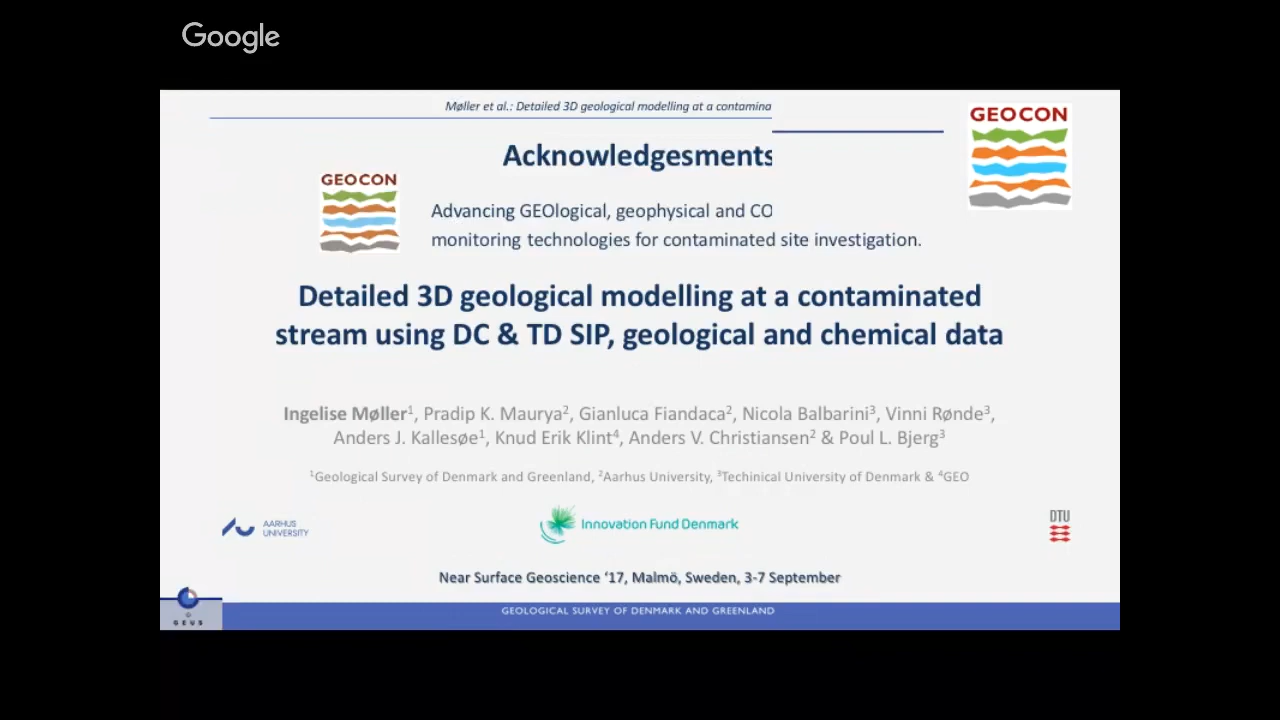 Google
Møller et al.: Detailed 3D geological modelling at a contamina
GEOCON
Acknowledgesments
GEOCON
Advancing GEOlogical, geophysical and CO
monitoring technologies for contaminated site investigation.
Detailed 3D geological modelling at a contaminated
stream using DC & TD SIP, geological and chemical data
Ingelise Møller¹, Pradip K. Maurya², Gianluca Fiandaca², Nicola Balbarini³, Vinni Rønde³,
Anders J. Kallesøe¹, Knud Erik Klint⁴, Anders V. Christiansen² & Poul L. Bjerg³
¹Geological Survey of Denmark and Greenland, ²Aarhus University, ³Techinical University of Denmark & ⁴GEO
AARHUS
UNIVERSITY
Innovation Fund Denmark
DTU
Near Surface Geoscience ‘17, Malmö, Sweden, 3-7 September
G E U S
GEOLOGICAL SURVEY OF DENMARK AND GREENLAND